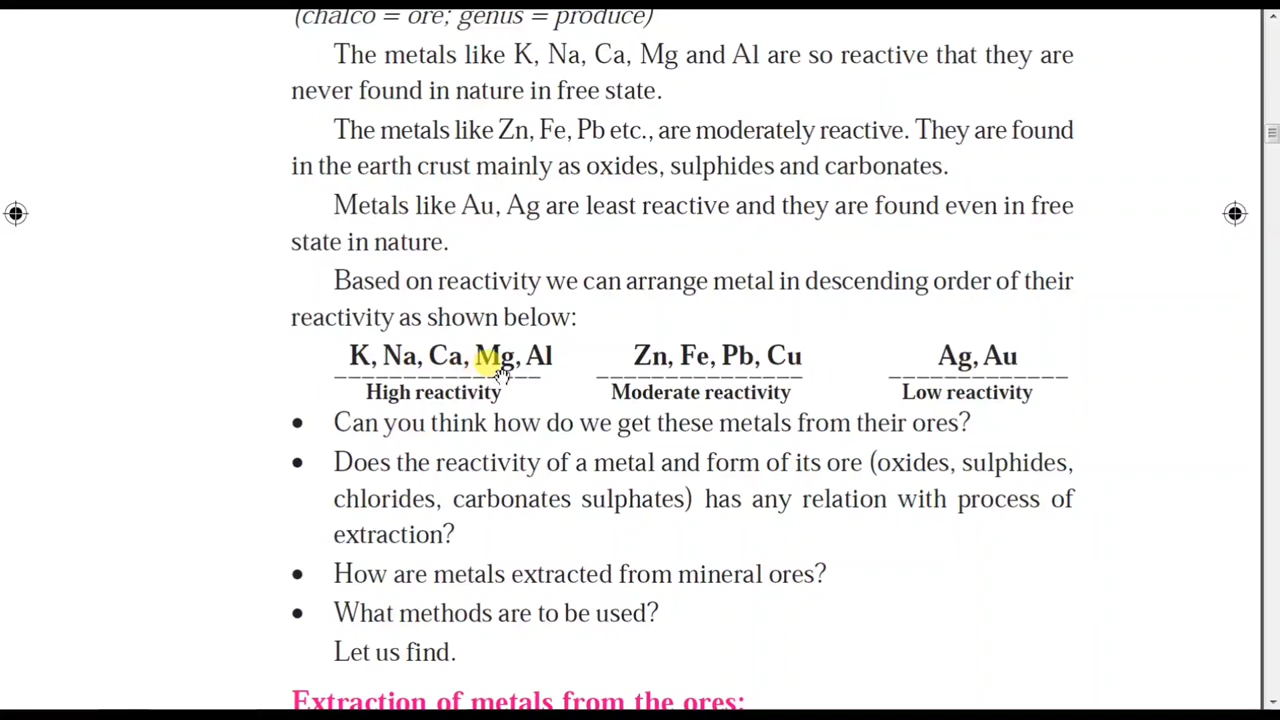 (chalco = ore; genus = produce)
The metals like K, Na, Ca, Mg and Al are so reactive that they are
never found in nature in free state.
The metals like Zn, Fe, Pb etc., are moderately reactive. They are found
in the earth crust mainly as oxides, sulphides and carbonates.
Metals like Au, Ag are least reactive and they are found even in free
state in nature.
Based on reactivity we can arrange metal in descending order of their
reactivity as shown below:
K, Na, Ca, Mg, Al Zn, Fe, Pb, Cu Ag, Au
High reactivity Moderate reactivity Low reactivity
• Can you think how do we get these metals from their ores?
• Does the reactivity of a metal and form of its ore (oxides, sulphides,
chlorides, carbonates sulphates) has any relation with process of
extraction?
• How are metals extracted from mineral ores?
• What methods are to be used?
Let us find.
Extraction of metals from the ores: